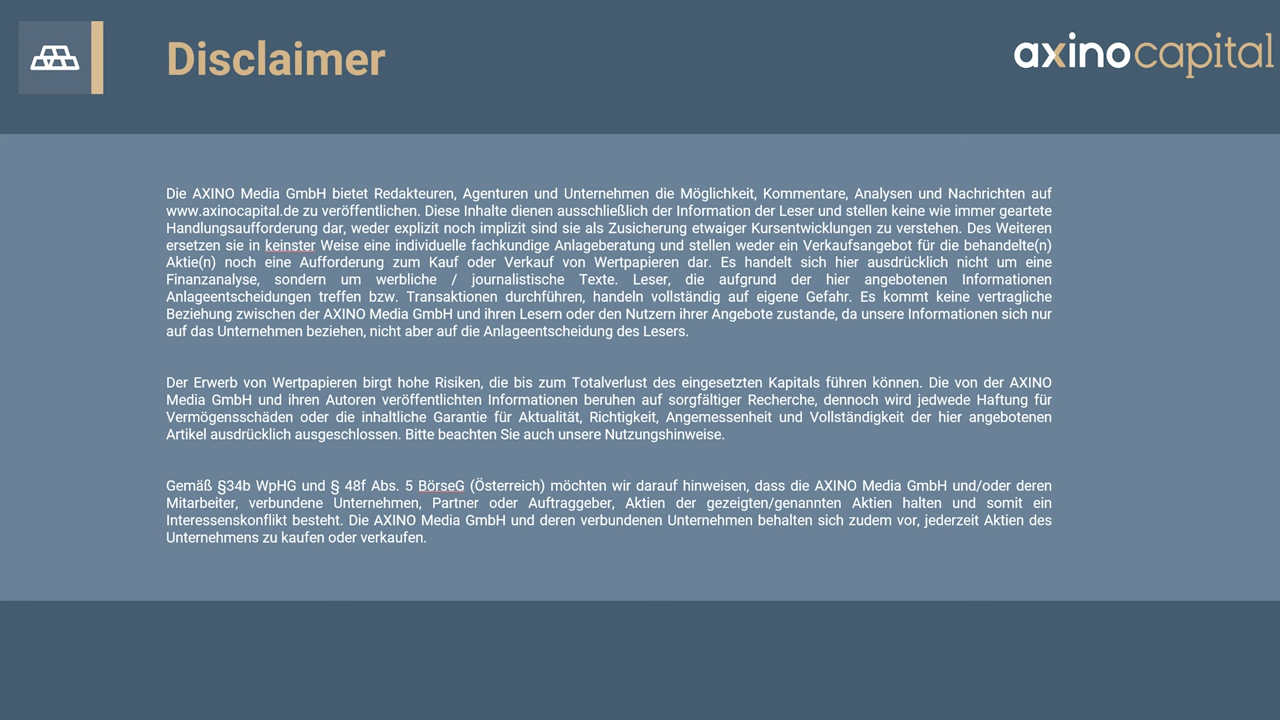 Disclaimer
axinocapital
Die AXINO Media GmbH bietet Redakteuren, Agenturen und Unternehmen die Möglichkeit, Kommentare, Analysen und Nachrichten auf
www.axinocapital.de zu veröffentlichen. Diese Inhalte dienen ausschließlich der Information der Leser und stellen keine wie immer geartete
Handlungsaufforderung dar, weder explizit noch implizit sind sie als Zusicherung etwaiger Kursentwicklungen zu verstehen. Des Weiteren
ersetzen sie in keinster Weise eine individuelle fachkundige Anlageberatung und stellen weder ein Verkaufsangebot für die behandelte(n)
Aktie(n) noch eine Aufforderung zum Kauf oder Verkauf von Wertpapieren dar. Es handelt sich hier ausdrücklich nicht um eine
Finanzanalyse, sondern um werbliche / journalistische Texte. Leser, die aufgrund der hier angebotenen Informationen
Anlageentscheidungen treffen bzw. Transaktionen durchführen, handeln vollständig auf eigene Gefahr. Es kommt keine vertragliche
Beziehung zwischen der AXINO Media GmbH und ihren Lesern oder den Nutzern ihrer Angebote zustande, da unsere Informationen sich nur
auf das Unternehmen beziehen, nicht aber auf die Anlageentscheidung des Lesers.
Der Erwerb von Wertpapieren birgt hohe Risiken, die bis zum Totalverlust des eingesetzten Kapitals führen können. Die von der AXINO
Media GmbH und ihren Autoren veröffentlichten Informationen beruhen auf sorgfältiger Recherche, dennoch wird jedwede Haftung für
Vermögensschäden oder die inhaltliche Garantie für Aktualität, Richtigkeit, Angemessenheit und Vollständigkeit der hier angebotenen
Artikel ausdrücklich ausgeschlossen. Bitte beachten Sie auch unsere Nutzungshinweise.
Gemäß §34b WpHG und § 48f Abs. 5 BörseG (Österreich) möchten wir darauf hinweisen, dass die AXINO Media GmbH und/oder deren
Mitarbeiter, verbundene Unternehmen, Partner oder Auftraggeber, Aktien der gezeigten/genannten Aktien halten und somit ein
Interessenskonflikt besteht. Die AXINO Media GmbH und deren verbundenen Unternehmen behalten sich zudem vor, jederzeit Aktien des
Unternehmens zu kaufen oder verkaufen.